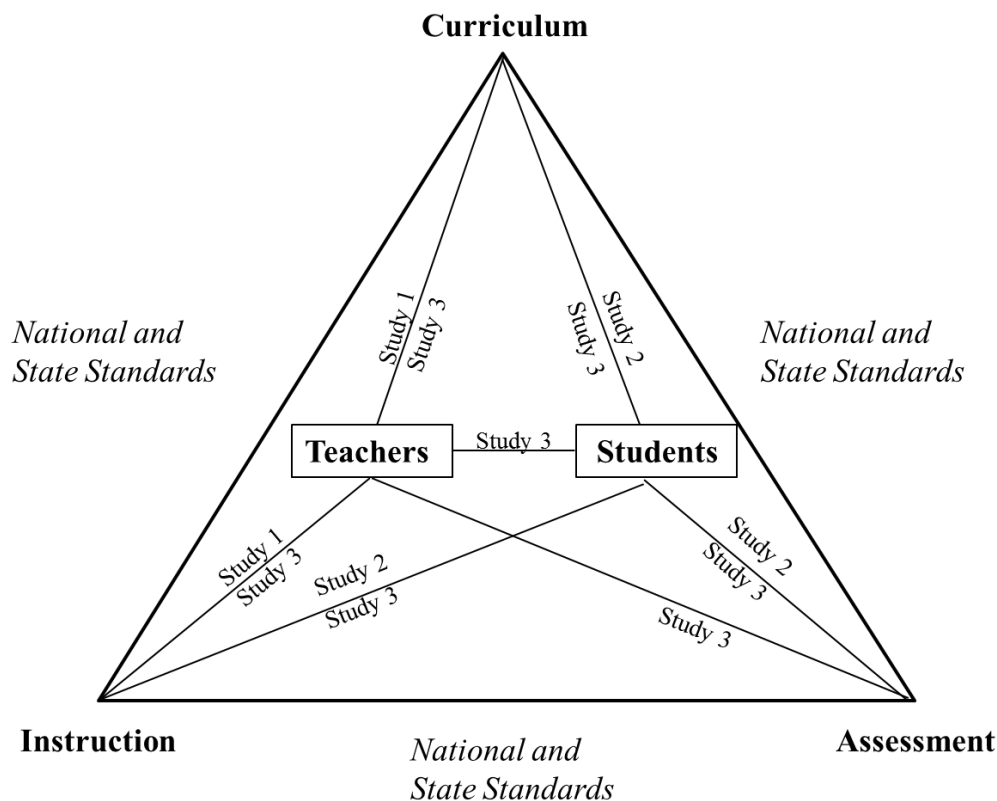 Curriculum
Study 1
Study 3
Study 2
Study 3
National and
State Standards
National and
State Standards
Teachers
Study 3
Students
Study 1
Study 3
Study 2
Study 3
Study 2
Study 3
Study 3
Instruction
Assessment
National and
State Standards